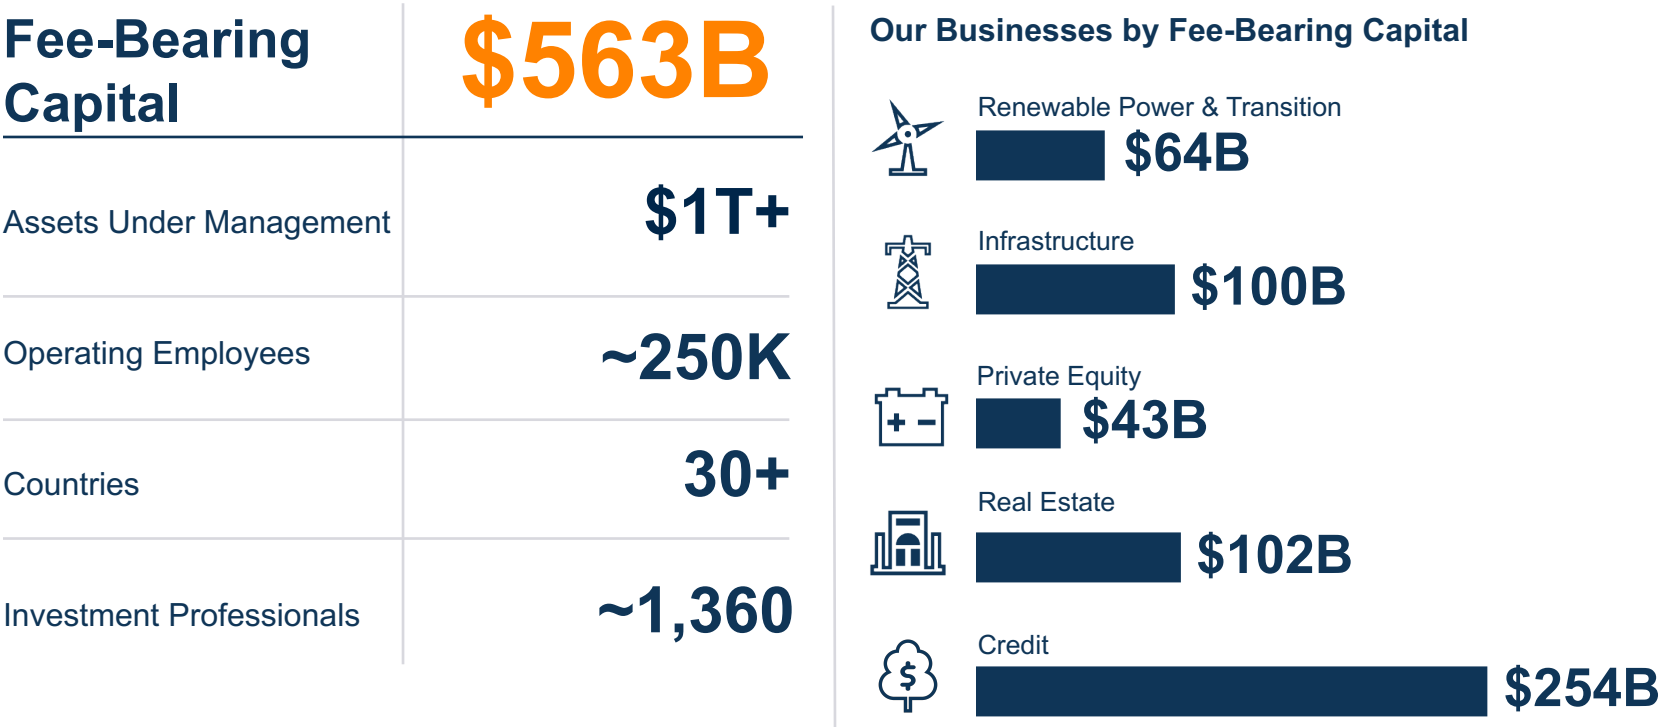 Fee-Bearing
Capital
$563B
Assets Under Management
$1T+
Operating Employees
~250K
Countries
30+
Investment Professionals
~1,360
Our Businesses by Fee-Bearing Capital
Renewable Power & Transition
$64B
Infrastructure
$100B
Private Equity
+ −
$43B
Real Estate
$102B
Credit
$
$254B